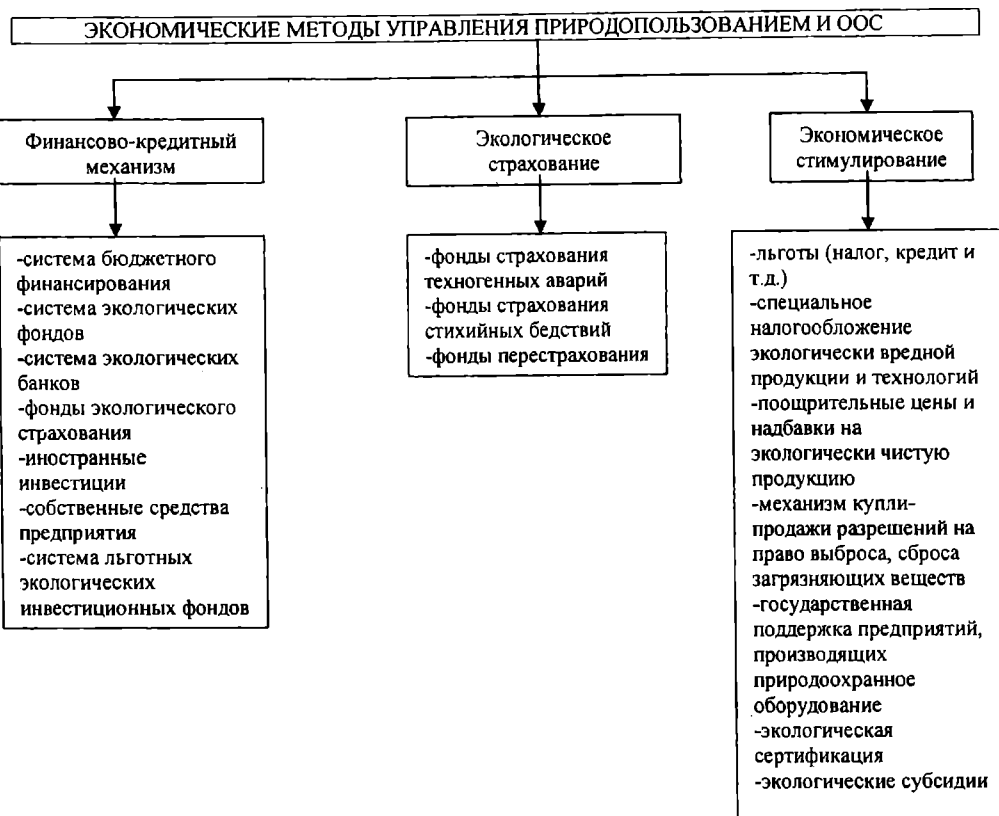 ЭКОНОМИЧЕСКИЕ МЕТОДЫ УПРАВЛЕНИЯ ПРИРОДОПОЛЬЗОВАНИЕМ И ООС
Финансово-кредитный
механизм
-система бюджетного
финансирования
-система экологических
фондов
-система экологических
банков
-фонды экологического
страхования
-иностранные
инвестиции
-собственные средства
предприятия
-система льготных
экологических
инвестиционных фондов
Экологическое
страхование
-фонды страхования
техногенных аварий
-фонды страхования
стихийных бедствий
-фонды перестрахования
Экономическое
стимулирование
-льготы (налог, кредит и
т.д.)
-специальное
налогообложение
экологически вредной
продукции и технологий
-поощрительные цены и
надбавки на
экологически чистую
продукцию
-механизм купли-
продажи разрешений на
право выброса, сброса
загрязняющих веществ
-государственная
поддержка предприятий,
производящих
природоохранное
оборудование
-экологическая
сертификация
-экологические субсидии